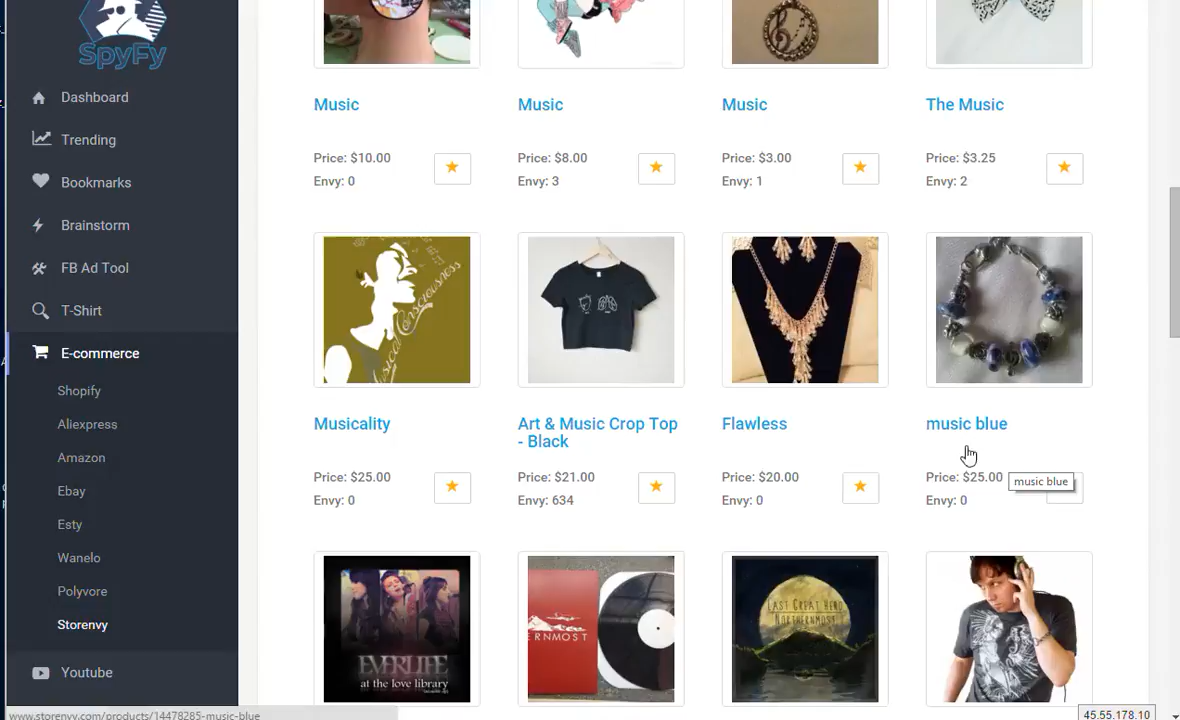 SpyFy
Dashboard
Trending
Bookmarks
Brainstorm
FB Ad Tool
T-Shirt
E-commerce
Shopify
Aliexpress
Amazon
Ebay
Esty
Wanelo
Polyvore
Storenvy
Youtube
Music
Music
Music
The Music
Price: $10.00
Envy: 0
Price: $8.00
Envy: 3
Price: $3.00
Envy: 1
Price: $3.25
Envy: 2
Musicality
Art & Music Crop Top
- Black
Flawless
music blue
Price: $25.00
Envy: 0
Price: $21.00
Envy: 634
Price: $20.00
Envy: 0
Price: $25.00
Envy: 0
music blue
EVERLIFE
at the love library
ERNMOST
LAST GREAT HERO
NORTHERNMOST
www.storenvy.com/products/14478285-music-blue
45.55.178.10